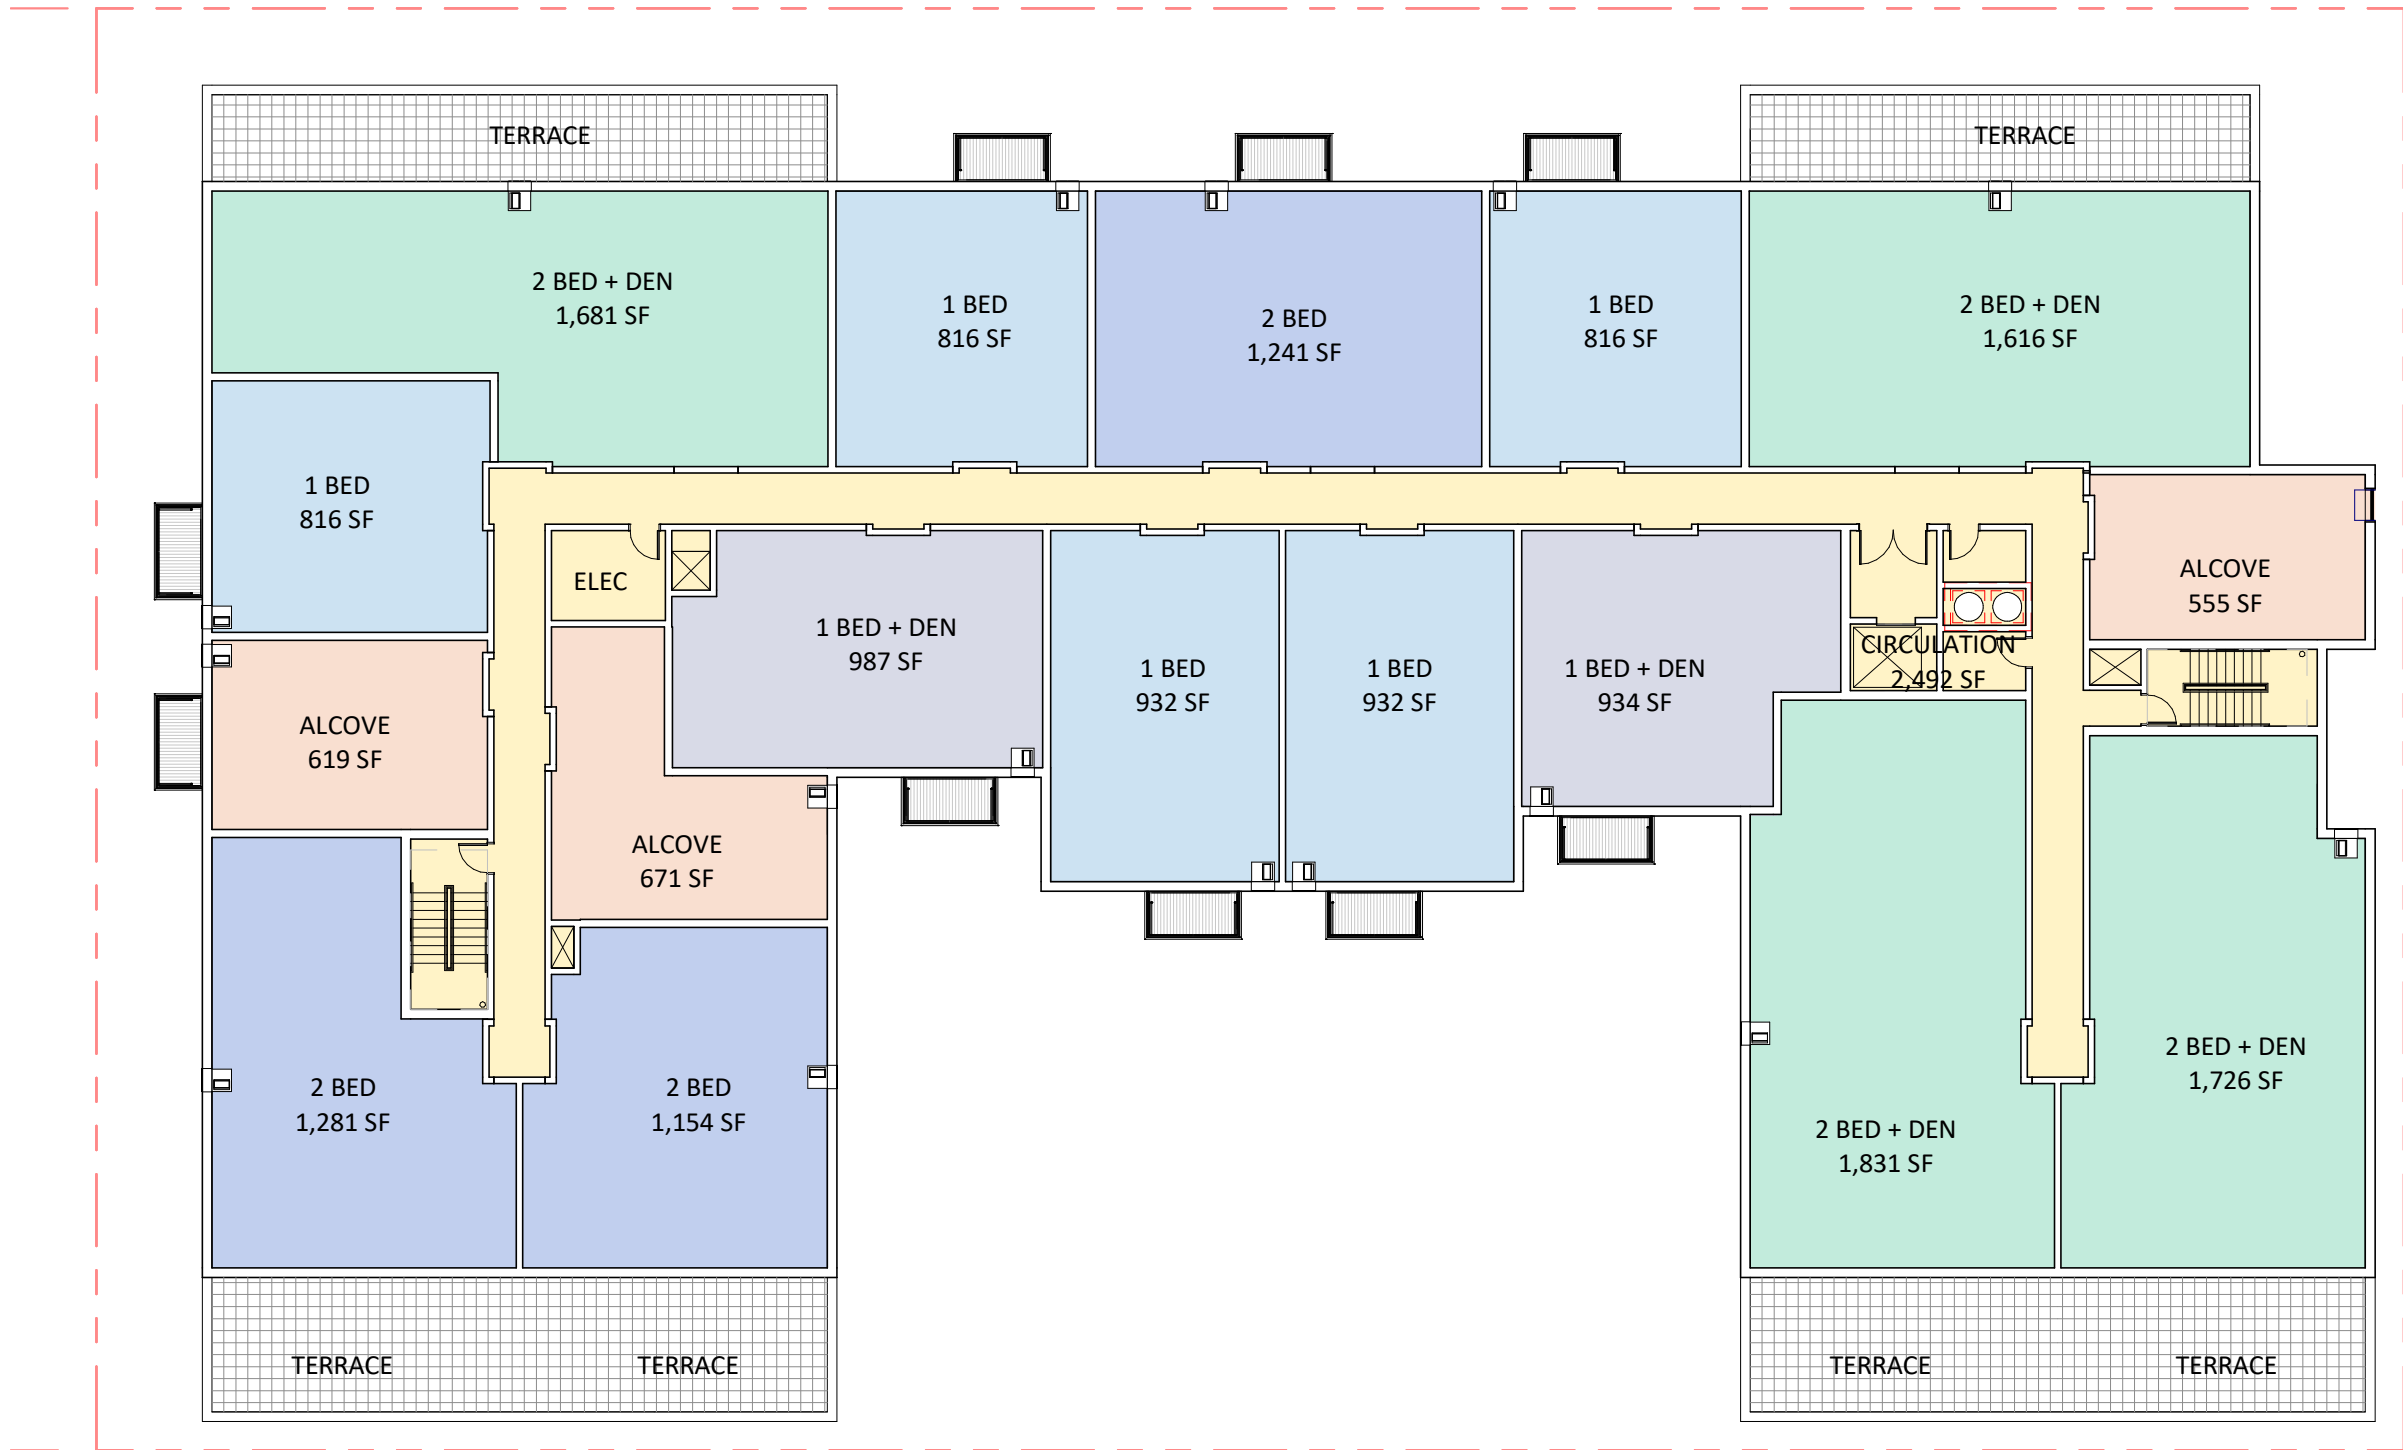 TERRACE
TERRACE
2 BED + DEN
1,681 SF
1 BED
816 SF
2 BED
1,241 SF
1 BED
816 SF
2 BED + DEN
1,616 SF
1 BED
816 SF
ELEC
1 BED + DEN
987 SF
1 BED
932 SF
1 BED
932 SF
1 BED + DEN
934 SF
CIRCULATION
2,492 SF
ALCOVE
555 SF
ALCOVE
619 SF
ALCOVE
671 SF
2 BED
1,281 SF
2 BED
1,154 SF
2 BED + DEN
1,831 SF
2 BED + DEN
1,726 SF
TERRACE
TERRACE
TERRACE
TERRACE